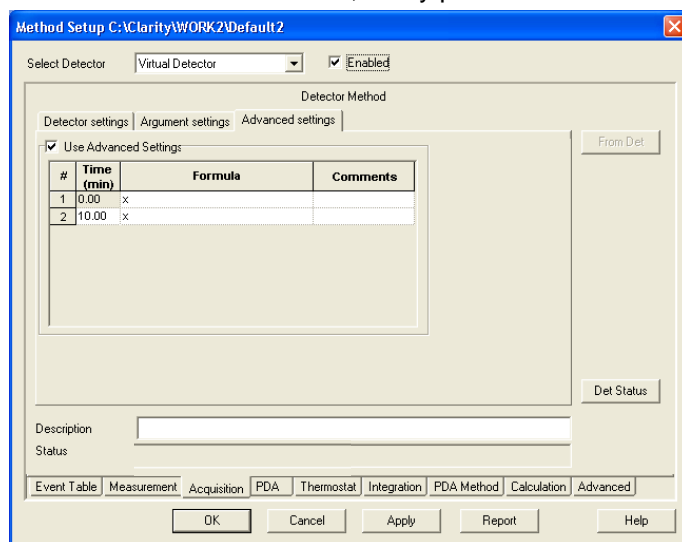 Method Setup C:\Clarity\WORK2\Default2
Select Detector Virtual Detector Enabled
Detector Method
Detector settings Argument settings Advanced settings
Use Advanced Settings From Det
# Time (min) Formula Comments
1 0.00 x
2 10.00 x
Det Status
Description
Status
Event Table Measurement Acquisition PDA Thermostat Integration PDA Method Calculation Advanced
OK Cancel Apply Report Help